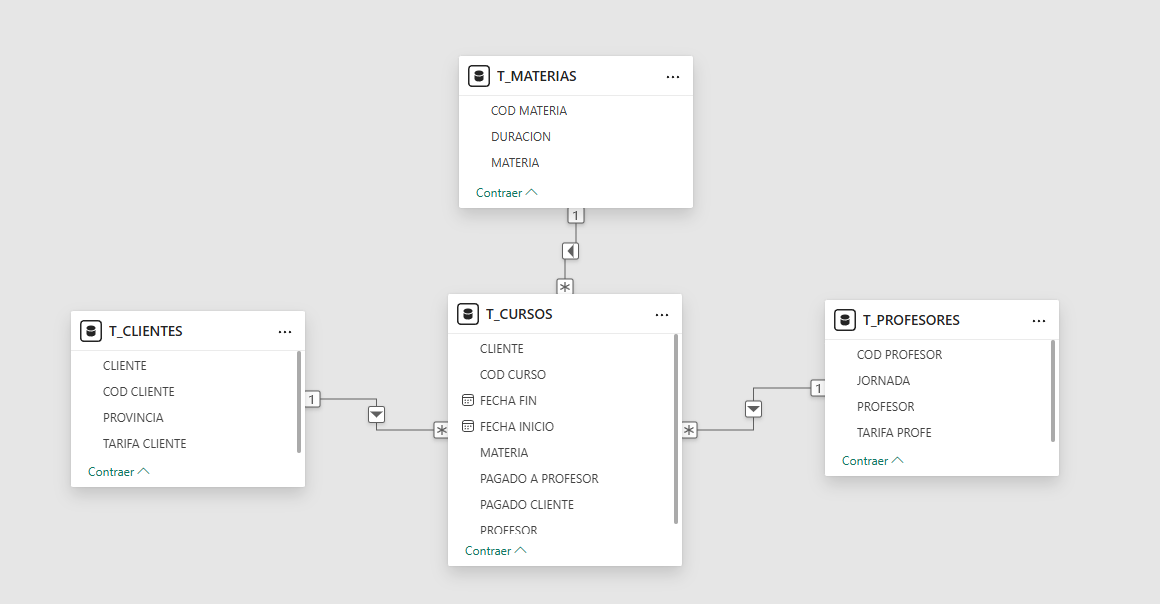 T_MATERIAS
COD MATERIA
DURACION
MATERIA
Contraer
1
*
T_CLIENTES
CLIENTE
COD CLIENTE
PROVINCIA
TARIFA CLIENTE
Contraer
1
*
T_CURSOS
CLIENTE
COD CURSO
FECHA FIN
FECHA INICIO
MATERIA
PAGADO A PROFESOR
PAGADO CLIENTE
PROFESOR
Contraer
*
1
T_PROFESORES
COD PROFESOR
JORNADA
PROFESOR
TARIFA PROFE
Contraer